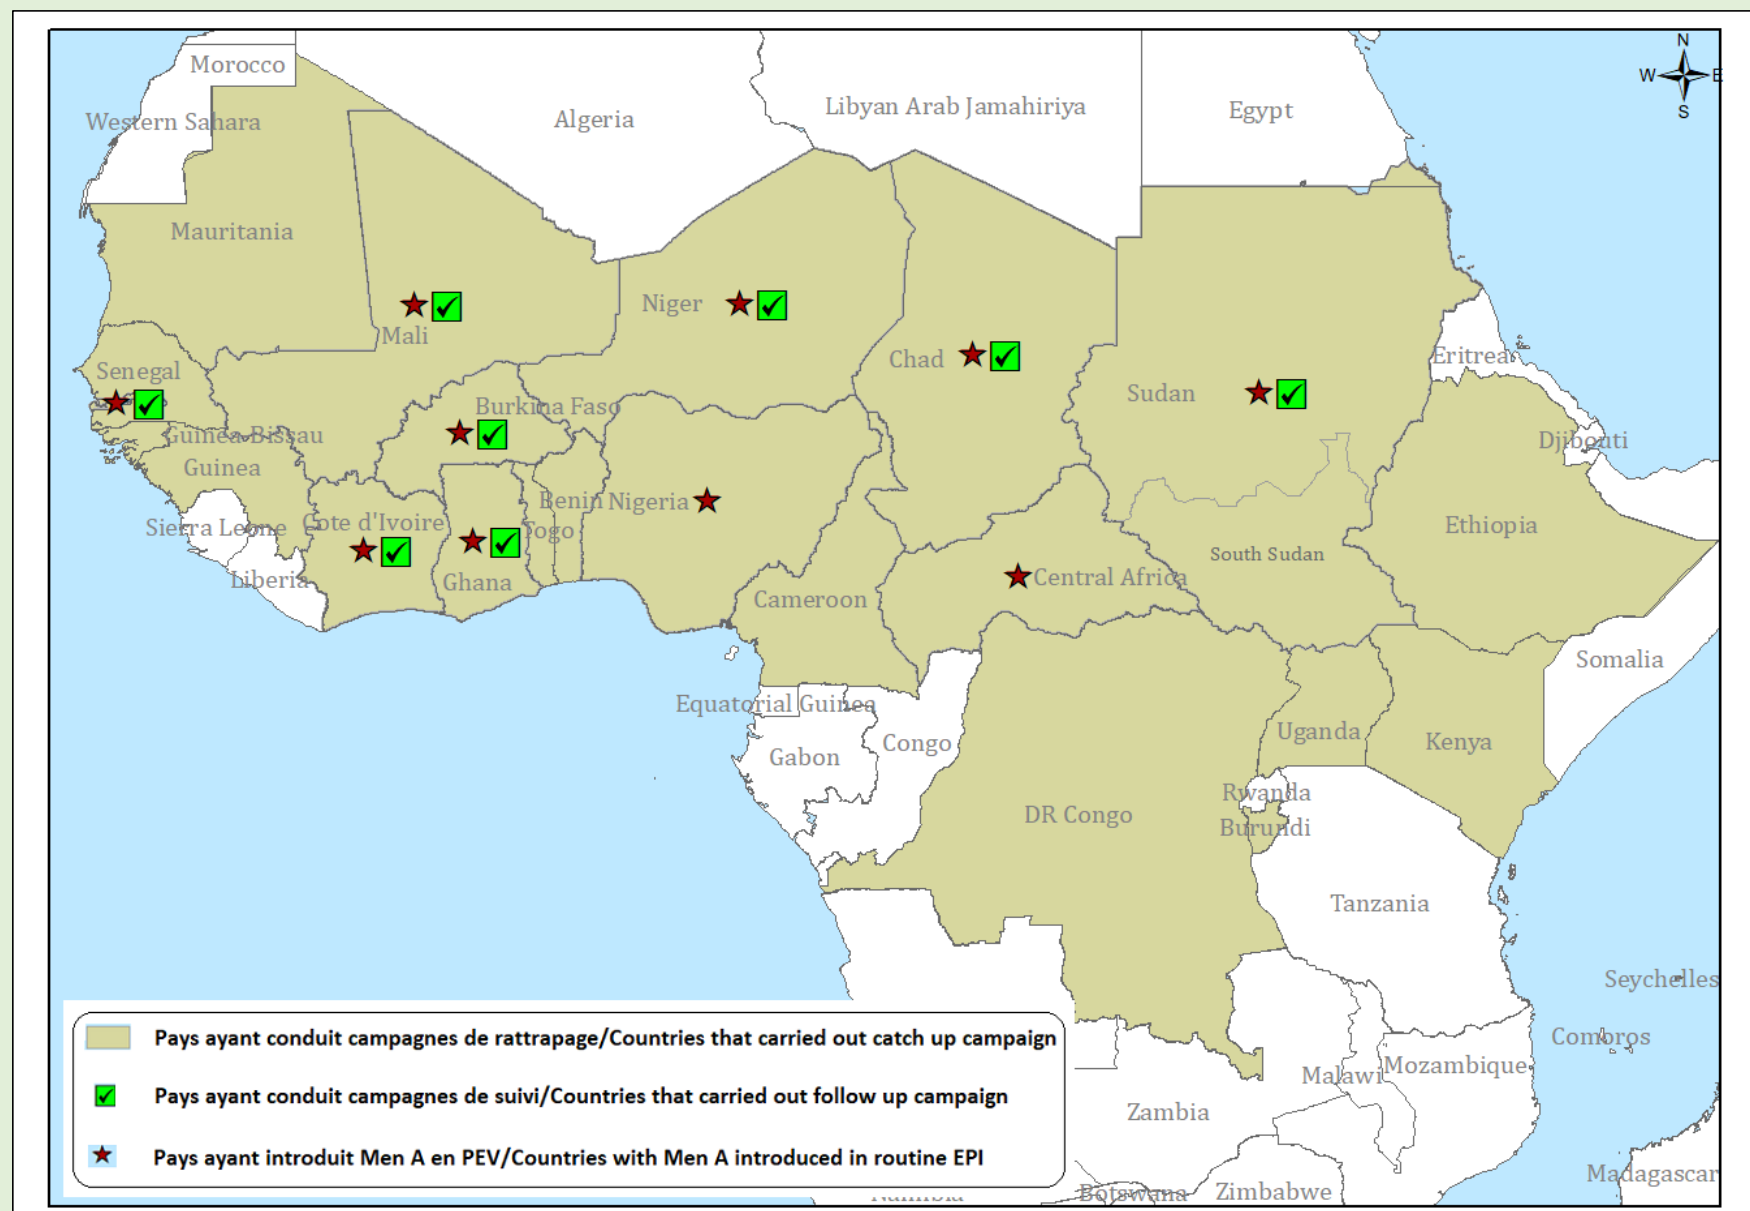 N
W E
S
Morocco
Western Sahara
Algeria
Libyan Arab Jamahiriya
Egypt
Mauritania
Mali
Niger
Chad
Sudan
Eritrea
Senegal
Burkina Faso
Guinea-Bissau
Guinea
Djibouti
Sierra Leone
Cote d'Ivoire
Benin
Togo
Nigeria
Ethiopia
South Sudan
Liberia
Ghana
Cameroon
Central Africa
Somalia
Equatorial Guinea
Gabon
Congo
Uganda
Kenya
Rwanda
DR Congo
Burundi
Tanzania
Seychelles
Comoros
Malawi
Mozambique
Zambia
Madagascar
Namibia
Botswana
Zimbabwe
Pays ayant conduit campagnes de rattrapage/Countries that carried out catch up campaign
Pays ayant conduit campagnes de suivi/Countries that carried out follow up campaign
Pays ayant introduit Men A en PEV/Countries with Men A introduced in routine EPI